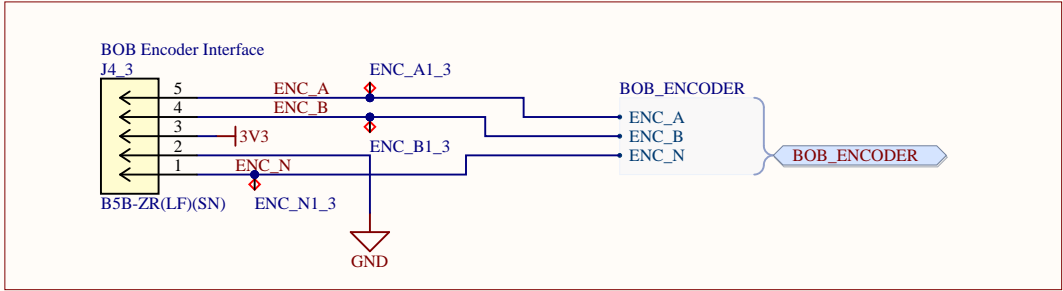 BOB Encoder Interface
J4_3
5
4
3
2
1
ENC_A
ENC_B
3V3
ENC_N
ENC_A1_3
ENC_B1_3
ENC_N1_3
B5B-ZR(LF)(SN)
GND
BOB_ENCODER
ENC_A
ENC_B
ENC_N
BOB_ENCODER